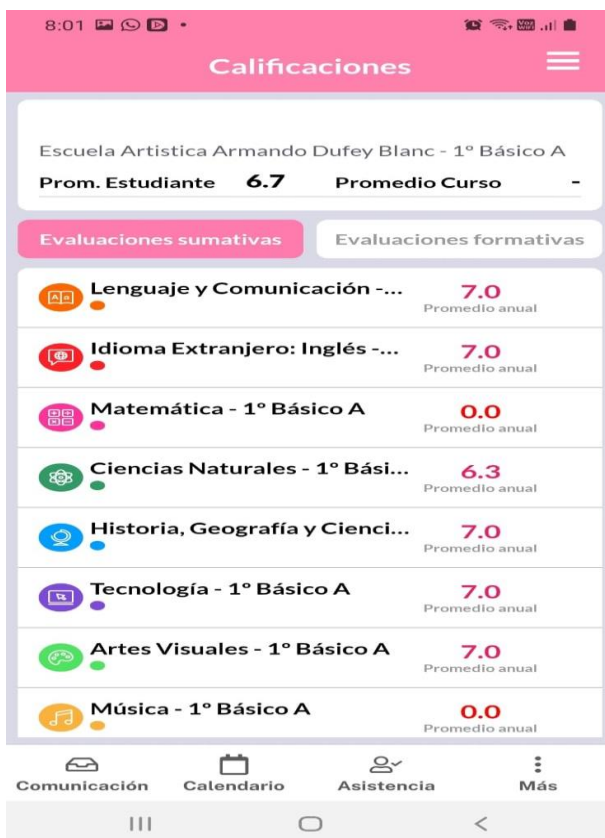 8:01
Calificaciones
Escuela Artistica Armando Dufey Blanc - 1º Básico A
Prom. Estudiante 6.7 Promedio Curso -
Evaluaciones sumativas Evaluaciones formativas
Lenguaje y Comunicación -... 7.0
Promedio anual
Idioma Extranjero: Inglés -... 7.0
Promedio anual
Matemática - 1º Básico A 0.0
Promedio anual
Ciencias Naturales - 1º Bási... 6.3
Promedio anual
Historia, Geografía y Cienci... 7.0
Promedio anual
Tecnología - 1º Básico A 7.0
Promedio anual
Artes Visuales - 1º Básico A 7.0
Promedio anual
Música - 1º Básico A 0.0
Promedio anual
Comunicación Calendario Asistencia Más